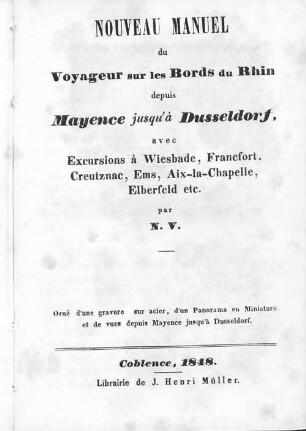 NOUVEAU MANUEL
du
Voyageur sur les Bords du Rhin
depuis
Mayence jusqu'à Dusseldorf,
avec
Excursions à Wiesbade, Francfort,
Creutznac, Ems, Aix-la-Chapelle,
Elberfeld etc.
par
N. V.
Orné d'une gravure sur acier, d'un Panorama en Miniature
et de vues depuis Mayence jusqu'à Dusseldorf.
Coblence, 1848.
Librairie de J. Henri Müller.